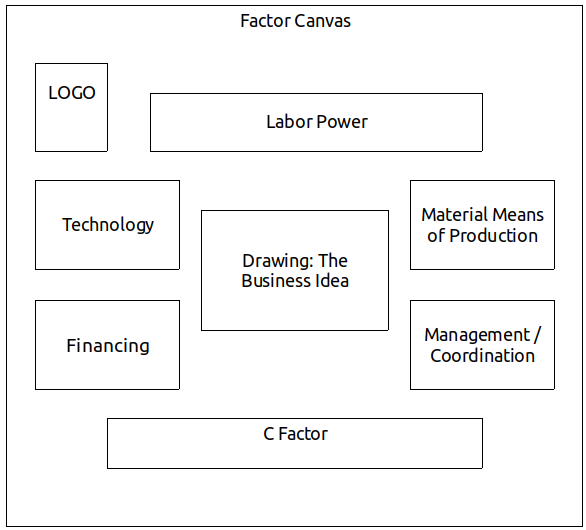 Factor Canvas
LOGO
Labor Power
Technology
Drawing: The
Business Idea
Material Means
of Production
Financing
Management /
Coordination
C Factor